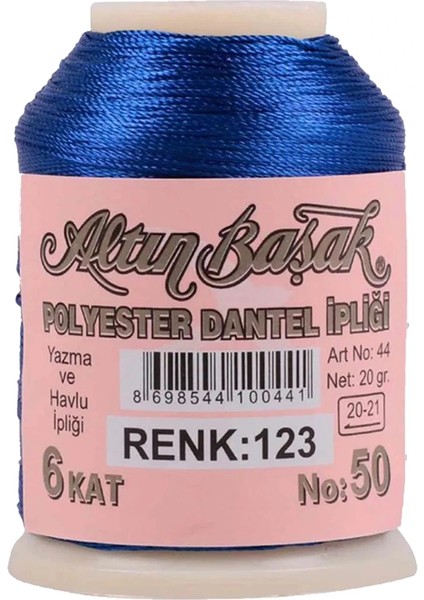 Altın Başak®
POLYESTER DANTEL İPLİĞİ
Yazma
ve
Havlu
İpliği
8 698544 100441
Art No: 44
Net: 20 gr.
20-21
RENK:123
6 KAT
No: 50